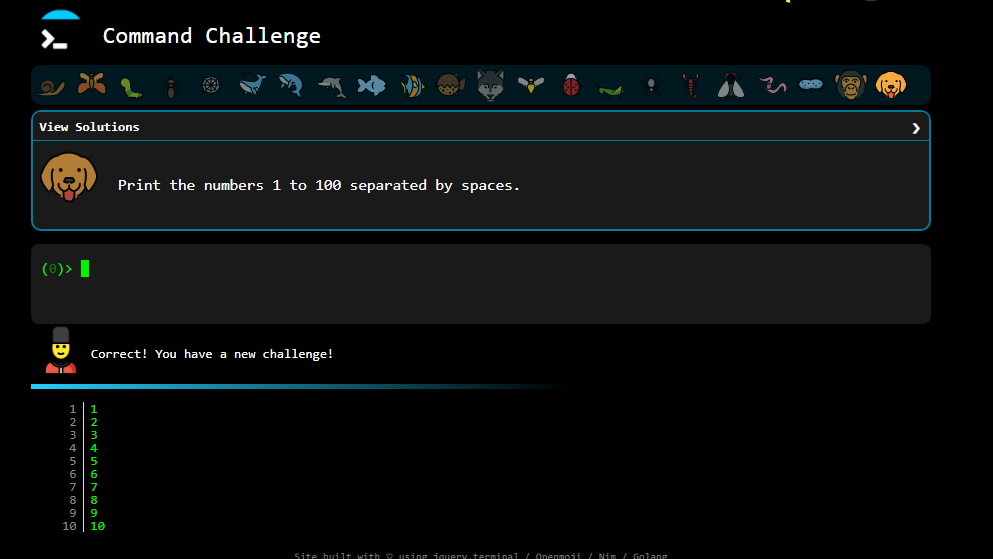 Command Challenge
View Solutions
Print the numbers 1 to 100 separated by spaces.
(0)>
Correct! You have a new challenge!
1 1
2 2
3 3
4 4
5 5
6 6
7 7
8 8
9 9
10 10
Site built with ♡ using jquery.terminal / Openmoji / Nim / Golang